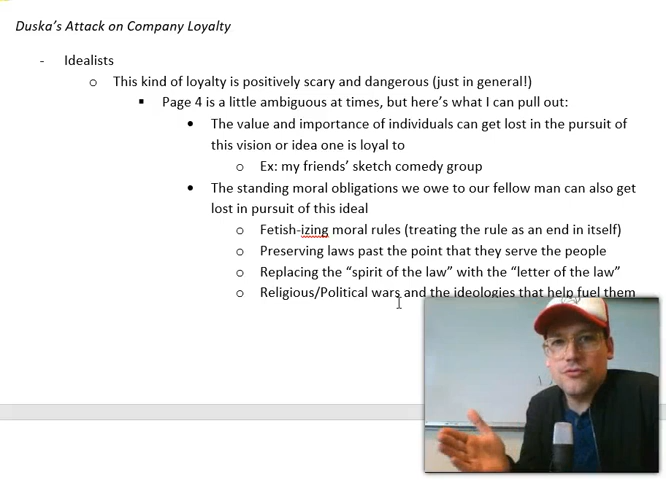 Duska's Attack on Company Loyalty
- Idealists
o This kind of loyalty is positively scary and dangerous (just in general!)
▪ Page 4 is a little ambiguous at times, but here's what I can pull out:
• The value and importance of individuals can get lost in the pursuit of
this vision or idea one is loyal to
o Ex: my friends' sketch comedy group
• The standing moral obligations we owe to our fellow man can also get
lost in pursuit of this ideal
o Fetish-izing moral rules (treating the rule as an end in itself)
o Preserving laws past the point that they serve the people
o Replacing the "spirit of the law" with the "letter of the law"
o Religious/Political wars and the ideologies that help fuel them